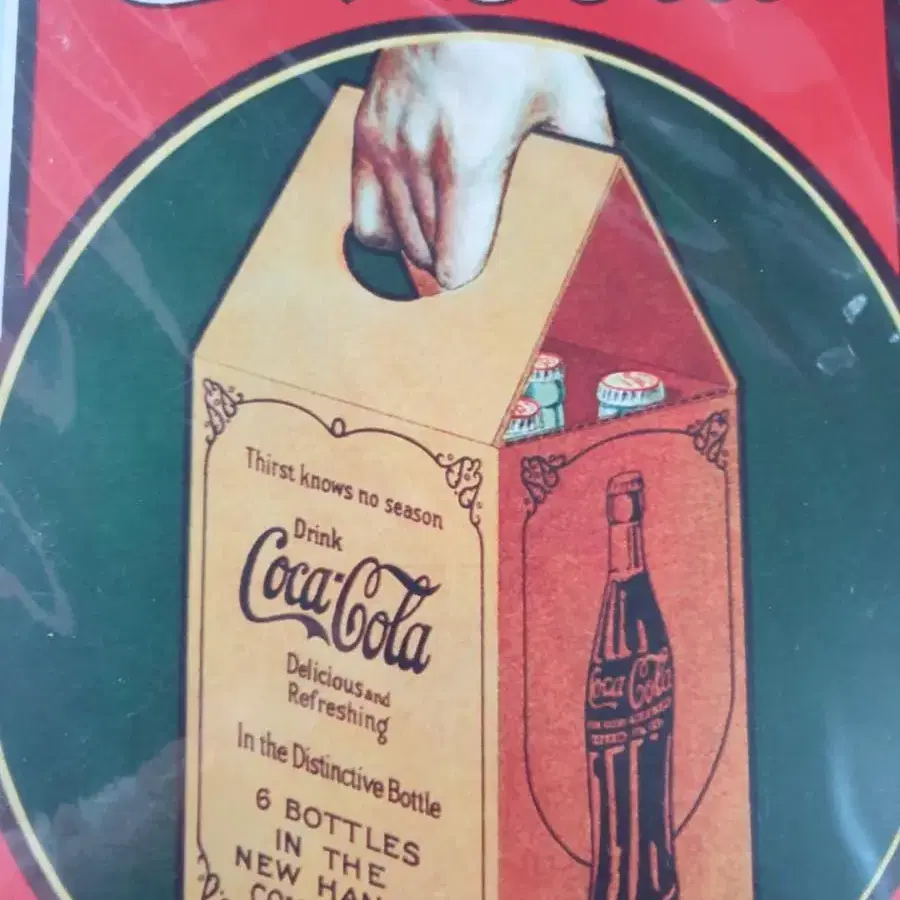 Thirst knows no season
Drink
Coca-Cola
Delicious and
Refreshing
In the Distinctive Bottle
6 BOTTLES
IN THE
NEW
Coca-Cola